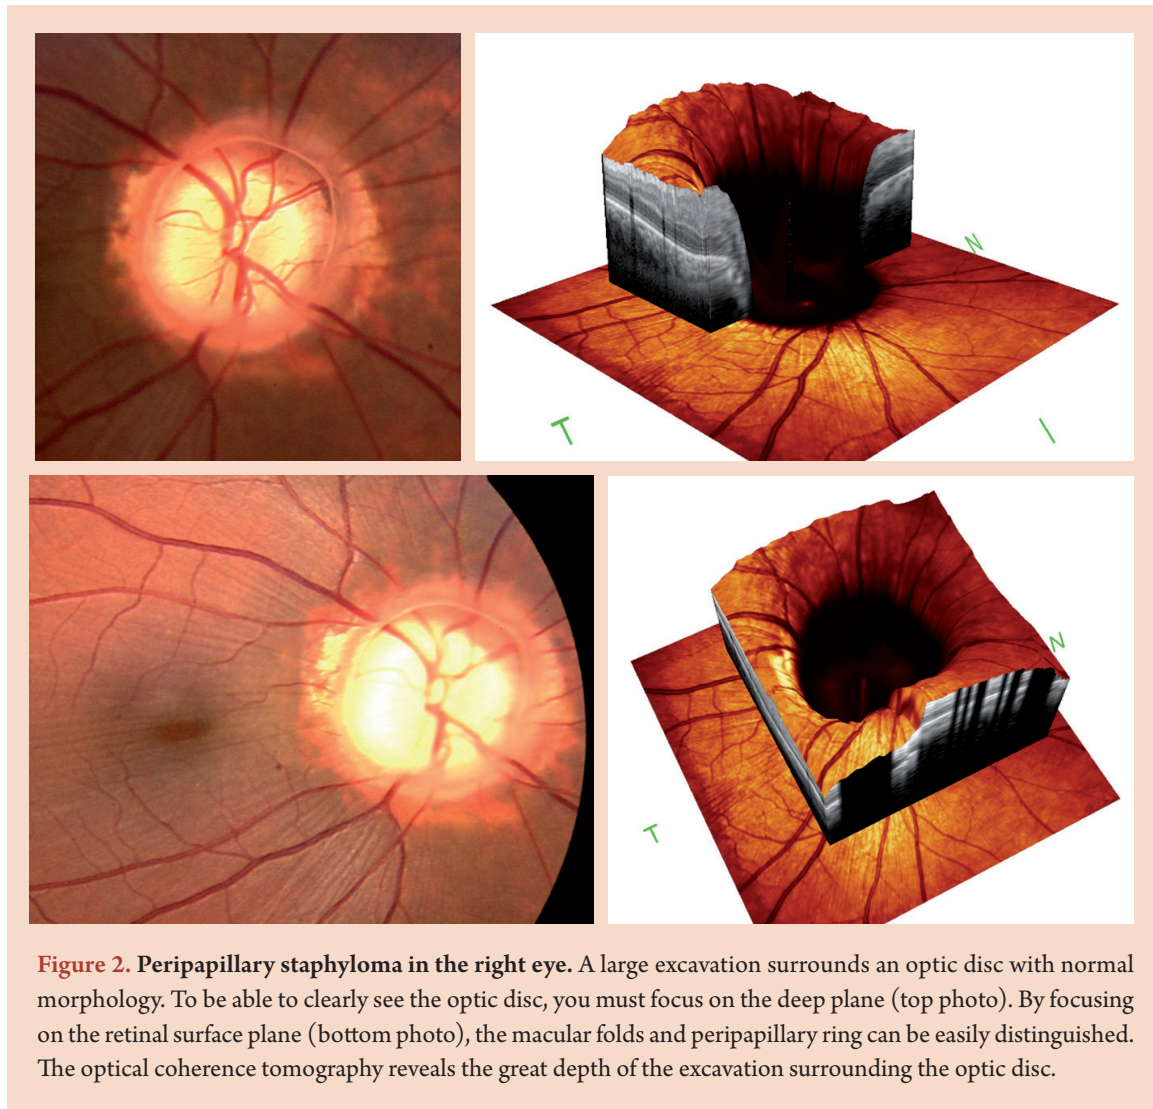 N
T
I
N
T
Figure 2. Peripapillary staphyloma in the right eye. A large excavation surrounds an optic disc with normal
morphology. To be able to clearly see the optic disc, you must focus on the deep plane (top photo). By focusing
on the retinal surface plane (bottom photo), the macular folds and peripapillary ring can be easily distinguished.
The optical coherence tomography reveals the great depth of the excavation surrounding the optic disc.